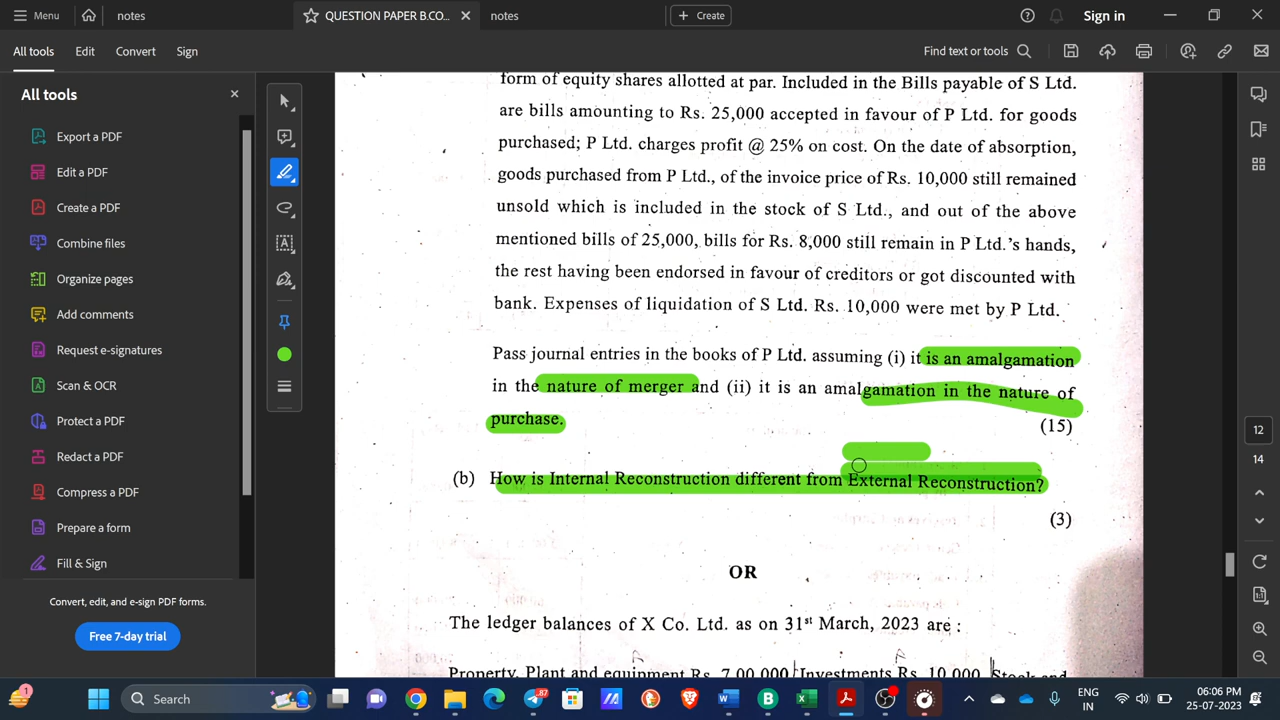 Menu
notes
QUESTION PAPER B.CO...
notes
Create
Sign in
All tools
Edit
Convert
Sign
Find text or tools
All tools
Export a PDF
Edit a PDF
Create a PDF
Combine files
Organize pages
Add comments
Request e-signatures
Scan & OCR
Protect a PDF
Redact a PDF
Compress a PDF
Prepare a form
Fill & Sign
Convert, edit, and e-sign PDF forms.
Free 7-day trial
form of equity shares allotted at par. Included in the Bills payable of S Ltd.
are bills amounting to Rs. 25,000 accepted in favour of P Ltd. for goods
purchased; P Ltd. charges profit @ 25% on cost. On the date of absorption,
goods purchased from P Ltd., of the invoice price of Rs. 10,000 still remained
unsold which is included in the stock of S Ltd., and out of the above
mentioned bills of 25,000, bills for Rs. 8,000 still remain in P Ltd.'s hands,
the rest having been endorsed in favour of creditors or got discounted with
bank. Expenses of liquidation of S Ltd. Rs. 10,000 were met by P Ltd.
Pass journal entries in the books of P Ltd. assuming (i) it is an amalgamation
in the nature of merger and (ii) it is an amalgamation in the nature of
purchase.
(15)
(b) How is Internal Reconstruction different from External Reconstruction?
(3)
OR
The ledger balances of X Co. Ltd. as on 31st March, 2023 are :
Property, Plant and equipment Rs. 7,00,000 Investments Rs. 10,000 Stock and
12
14
1
Search
87
ENG
IN
06:06 PM
25-07-2023